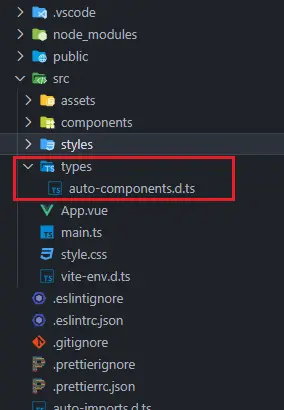 .vscode
node_modules
public
src
assets
components
styles
types
TS auto-components.d.ts
App.vue
TS main.ts
style.css
TS vite-env.d.ts
.eslintignore
.eslintrc.json
.gitignore
.prettierignore
.prettierrc.json
auto-imports.d.ts